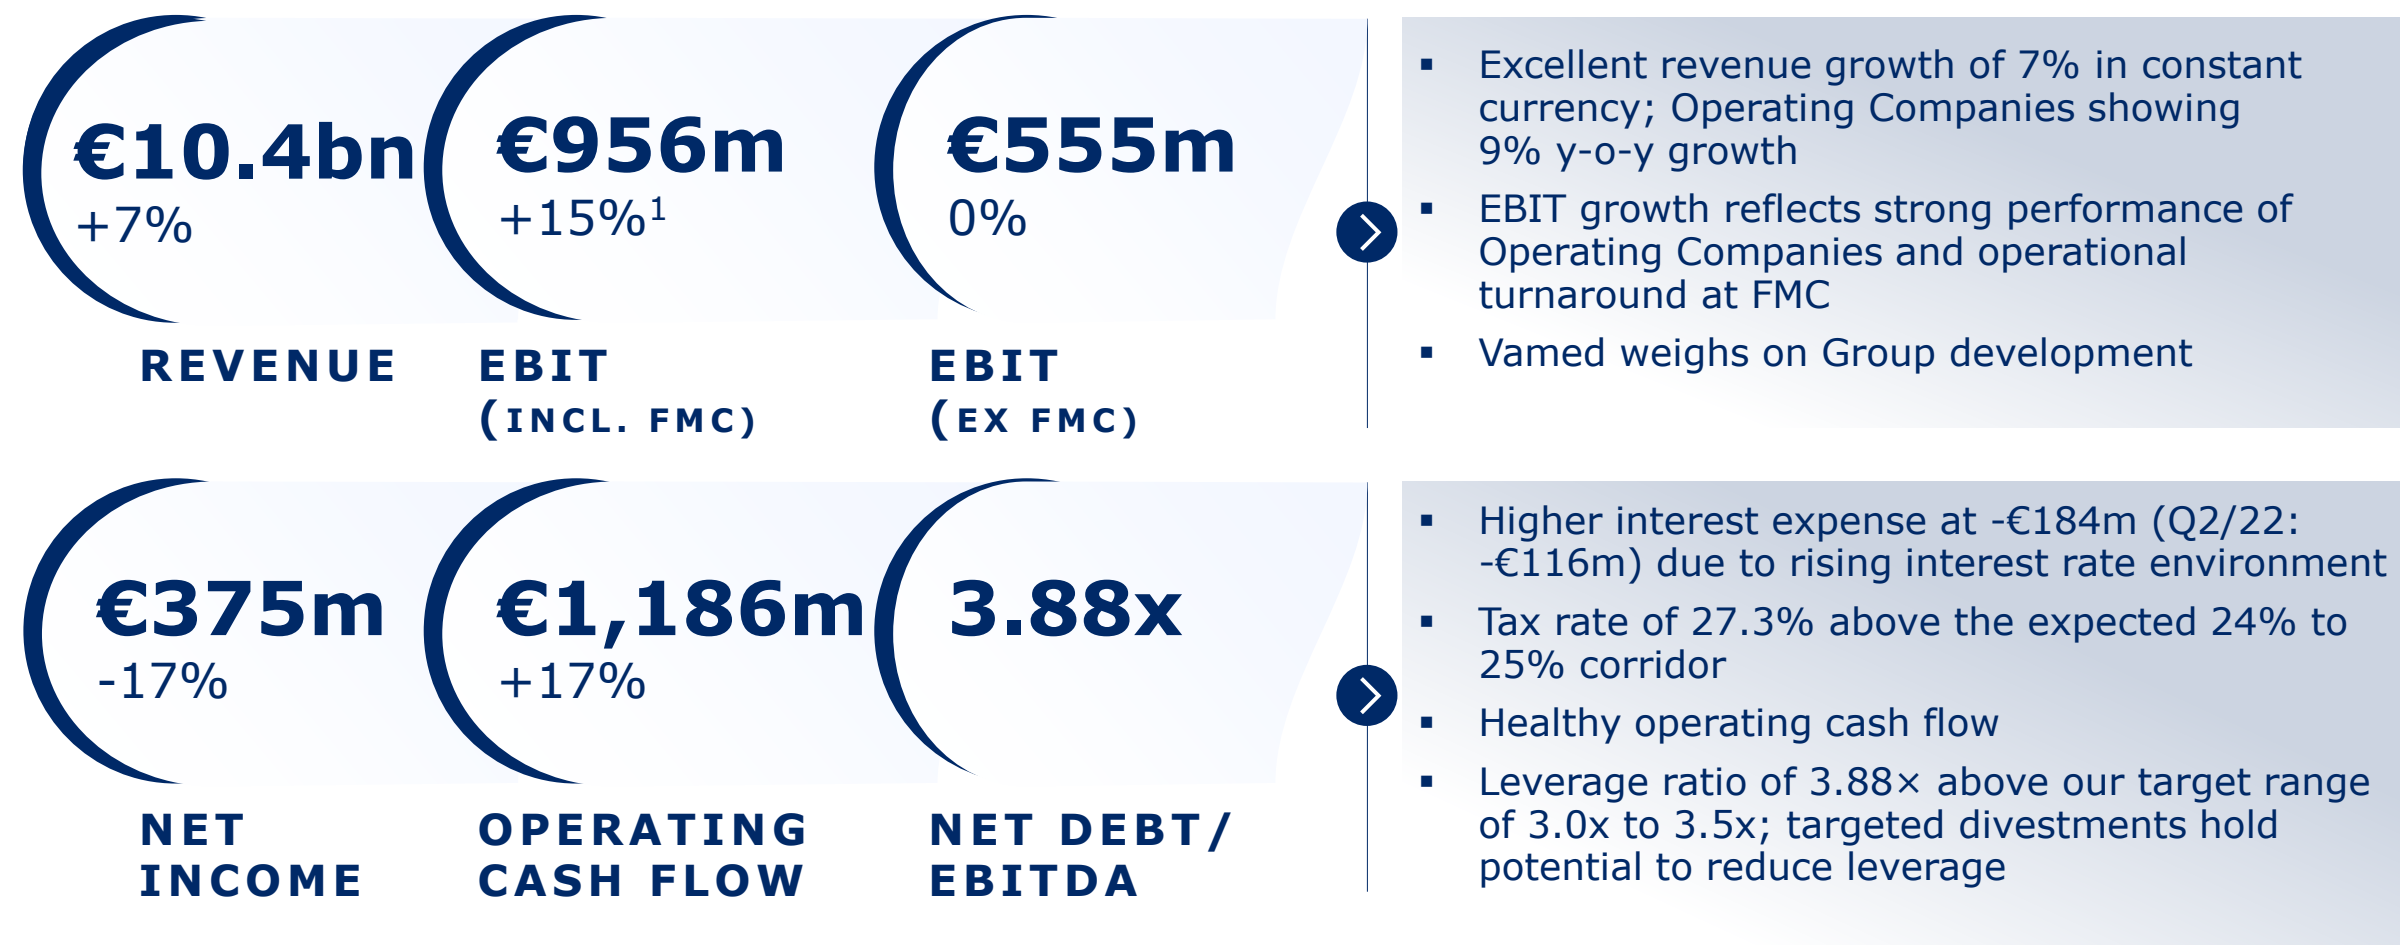 €10.4bn
+7%
REVENUE
€956m
+15%¹
EBIT
(INCL. FMC)
€555m
0%
EBIT
(EX FMC)
▪ Excellent revenue growth of 7% in constant
currency; Operating Companies showing
9% y-o-y growth
▪ EBIT growth reflects strong performance of
Operating Companies and operational
turnaround at FMC
▪ Vamed weighs on Group development
€375m
-17%
NET
INCOME
€1,186m
+17%
OPERATING
CASH FLOW
3.88x
NET DEBT/
EBITDA
▪ Higher interest expense at -€184m (Q2/22:
-€116m) due to rising interest rate environment
▪ Tax rate of 27.3% above the expected 24% to
25% corridor
▪ Healthy operating cash flow
▪ Leverage ratio of 3.88× above our target range
of 3.0x to 3.5x; targeted divestments hold
potential to reduce leverage